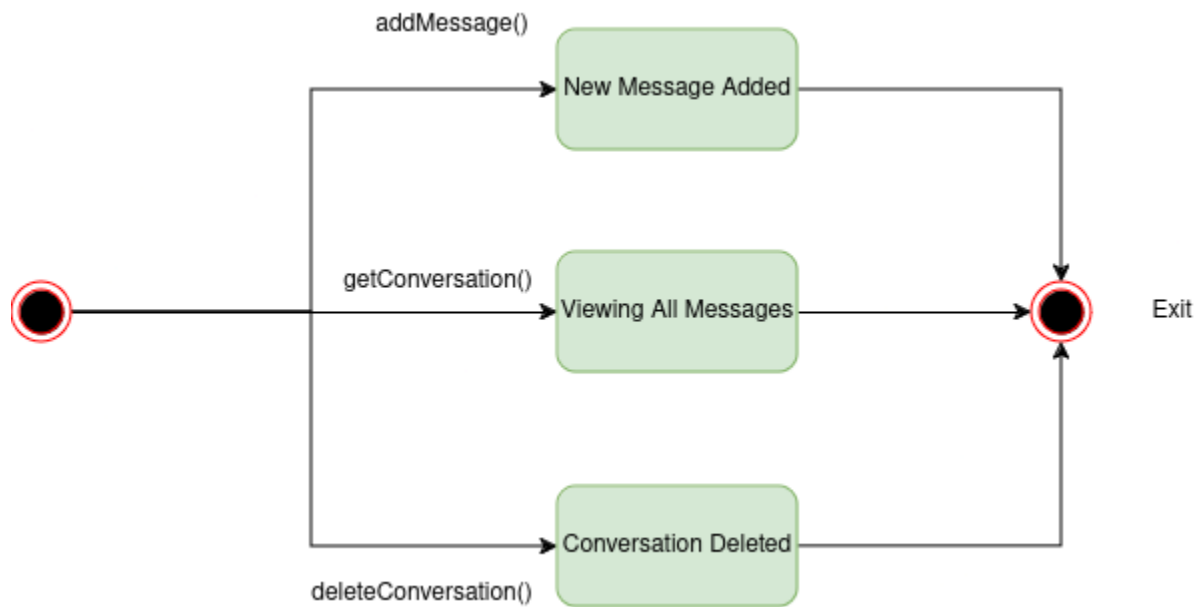 addMessage()
New Message Added
getConversation()
Viewing All Messages
Exit
Conversation Deleted
deleteConversation()